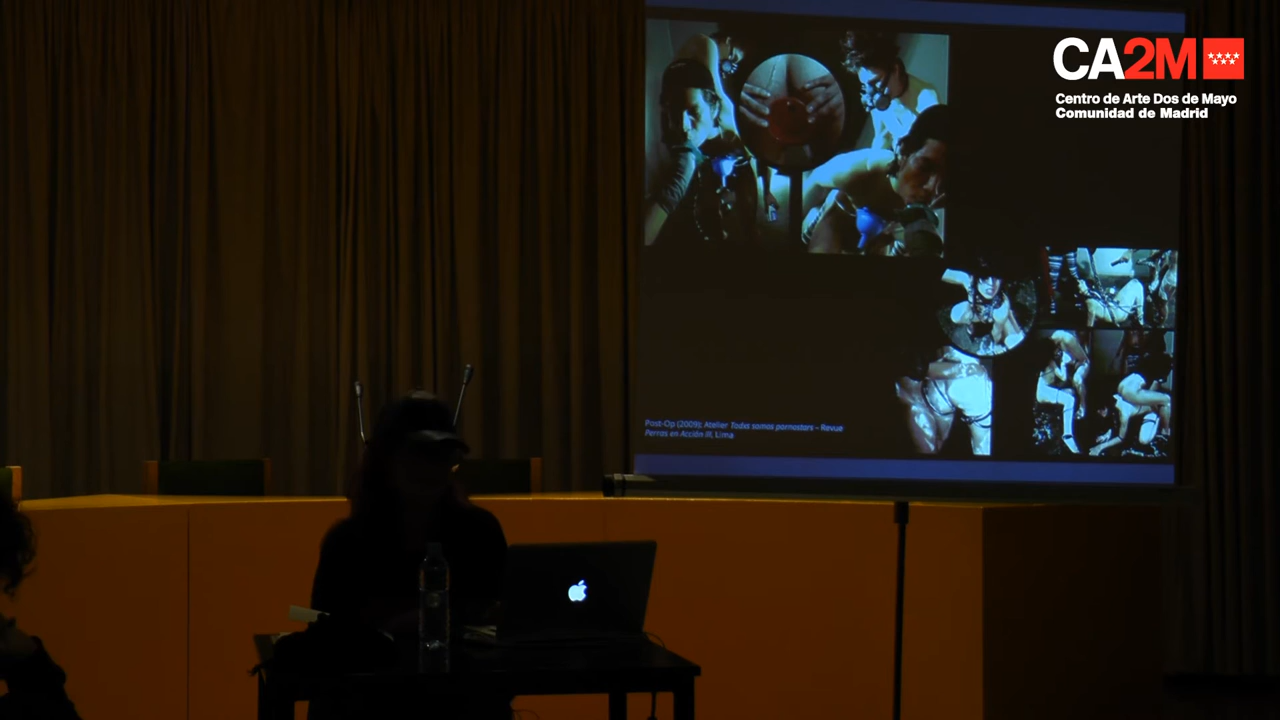 CA2M
Centro de Arte Dos de Mayo
Comunidad de Madrid
Post-Op (2009); Atelier Todas somos pornostars – Revue
Perras en Acción III, Lima